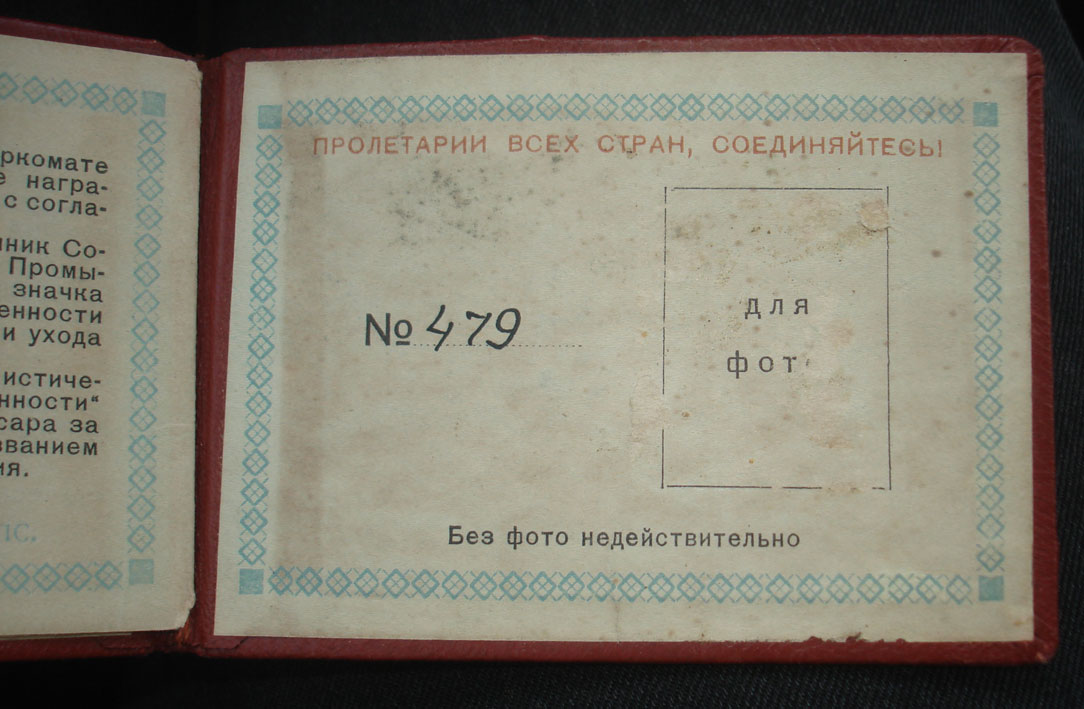 ркомате
е награ-
с согла-
ник Со-
Промы-
значка
енности
и ухода
истиче-
нности“
сара за
званием
ия.
ПРОЛЕТАРИИ ВСЕХ СТРАН, СОЕДИНЯЙТЕСЬ!
№ 479
для
фот
Без фото недействительно